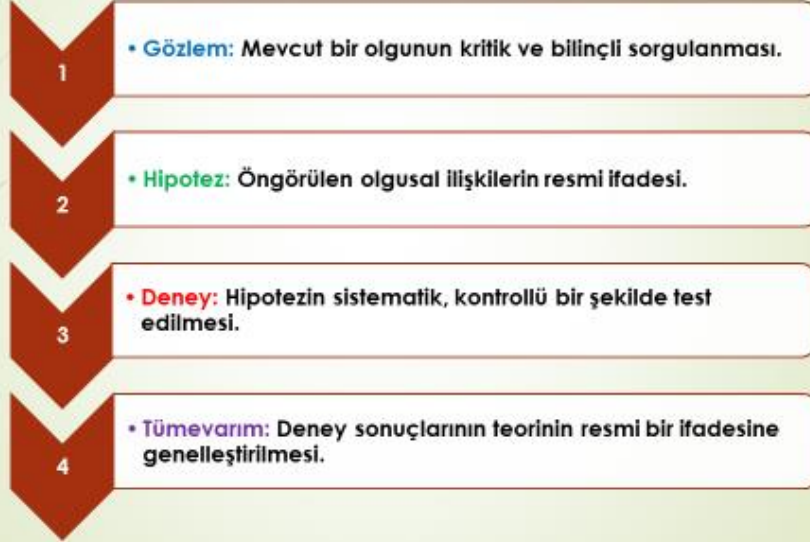 1
• Gözlem: Mevcut bir olgunun kritik ve bilinçli sorgulanması.
2
• Hipotez: Öngörülen olgusal ilişkilerin resmi ifadesi.
3
• Deney: Hipotezin sistematik, kontrollü bir şekilde test
edilmesi.
4
• Tümevarım: Deney sonuçlarının teorinin resmi bir ifadesine
genelleştirilmesi.